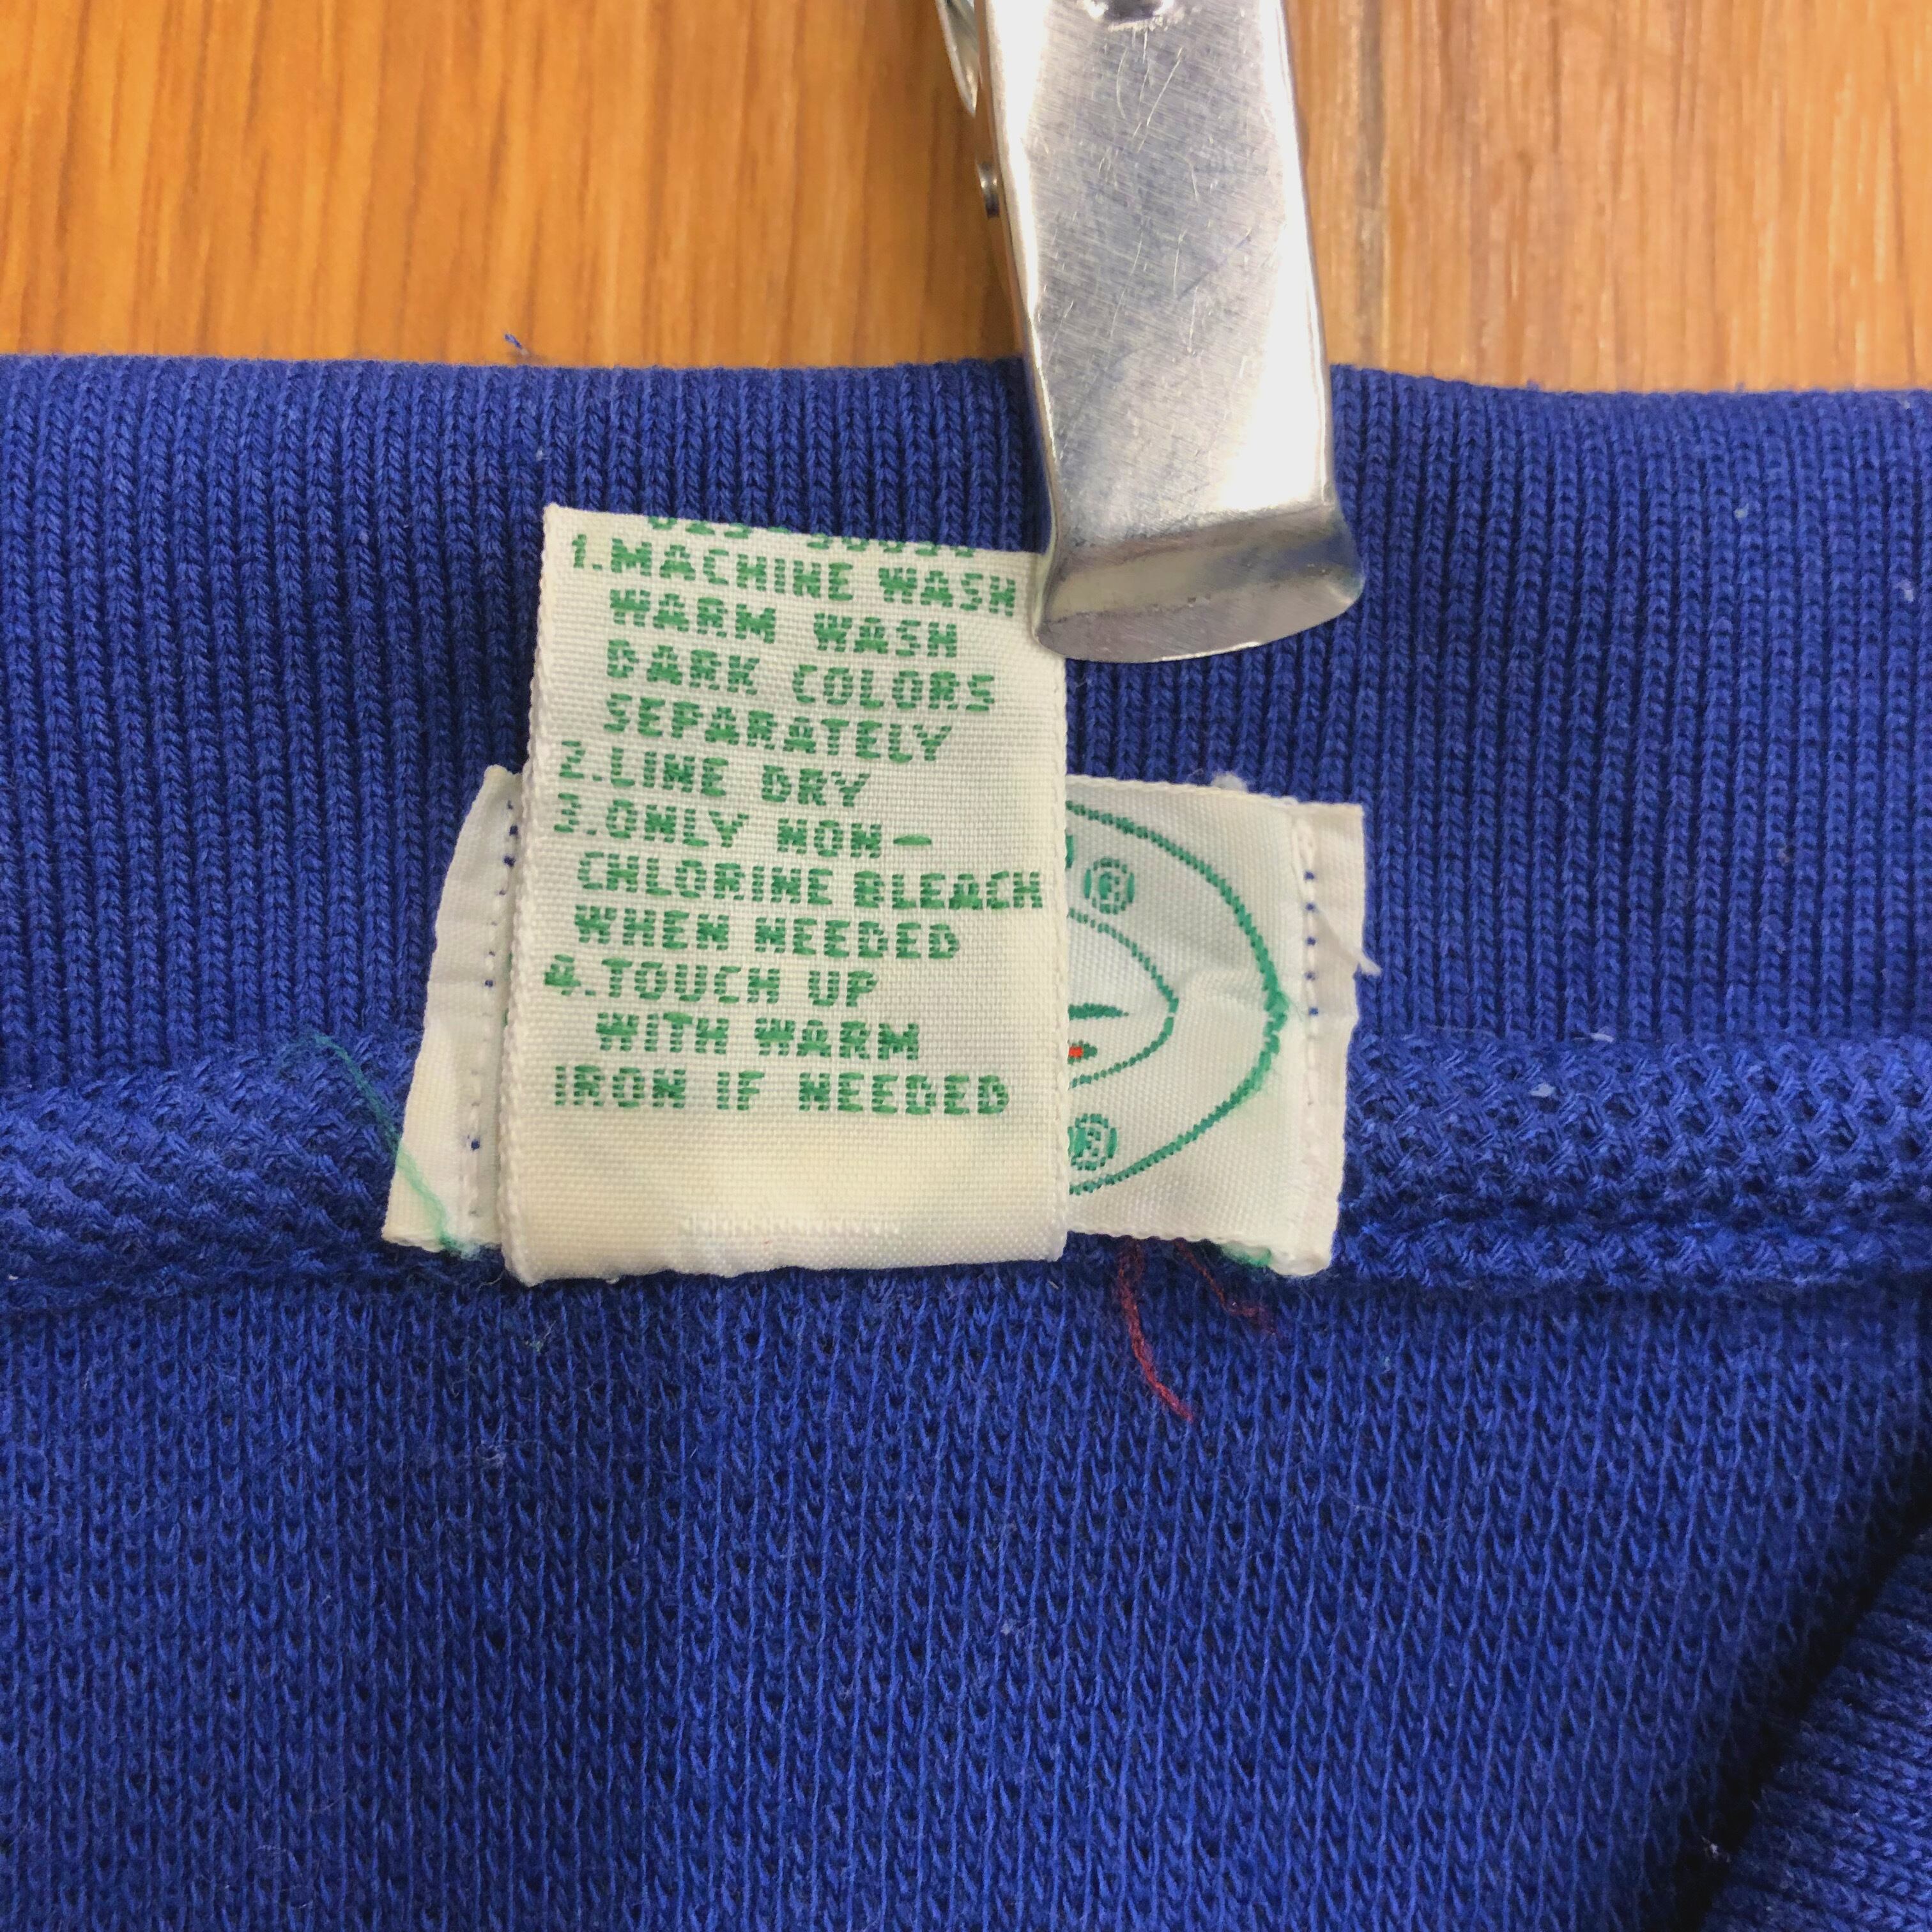 1.MACHINE WASH
WARM WASH
DARK COLORS
SEPARATELY
2.LINE DRY
3.ONLY NON-
CHLORINE BLEACH
WHEN NEEDED
4.TOUCH UP
WITH WARM
IRON IF NEEDED
®
®